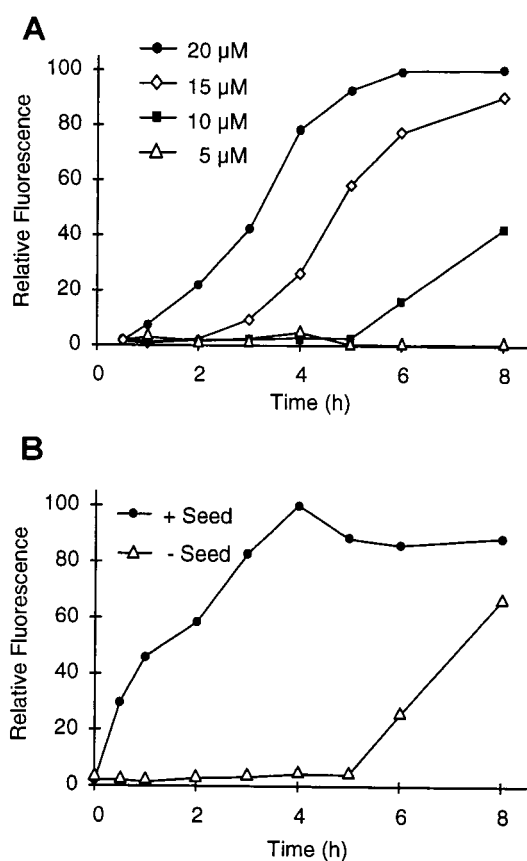 A
20 µM
15 µM
10 µM
5 µM
Relative Fluorescence
100
80
60
40
20
0
0 2 4 6 8
Time (h)
B
+ Seed
- Seed
Relative Fluorescence
100
80
60
40
20
0
0 2 4 6 8
Time (h)